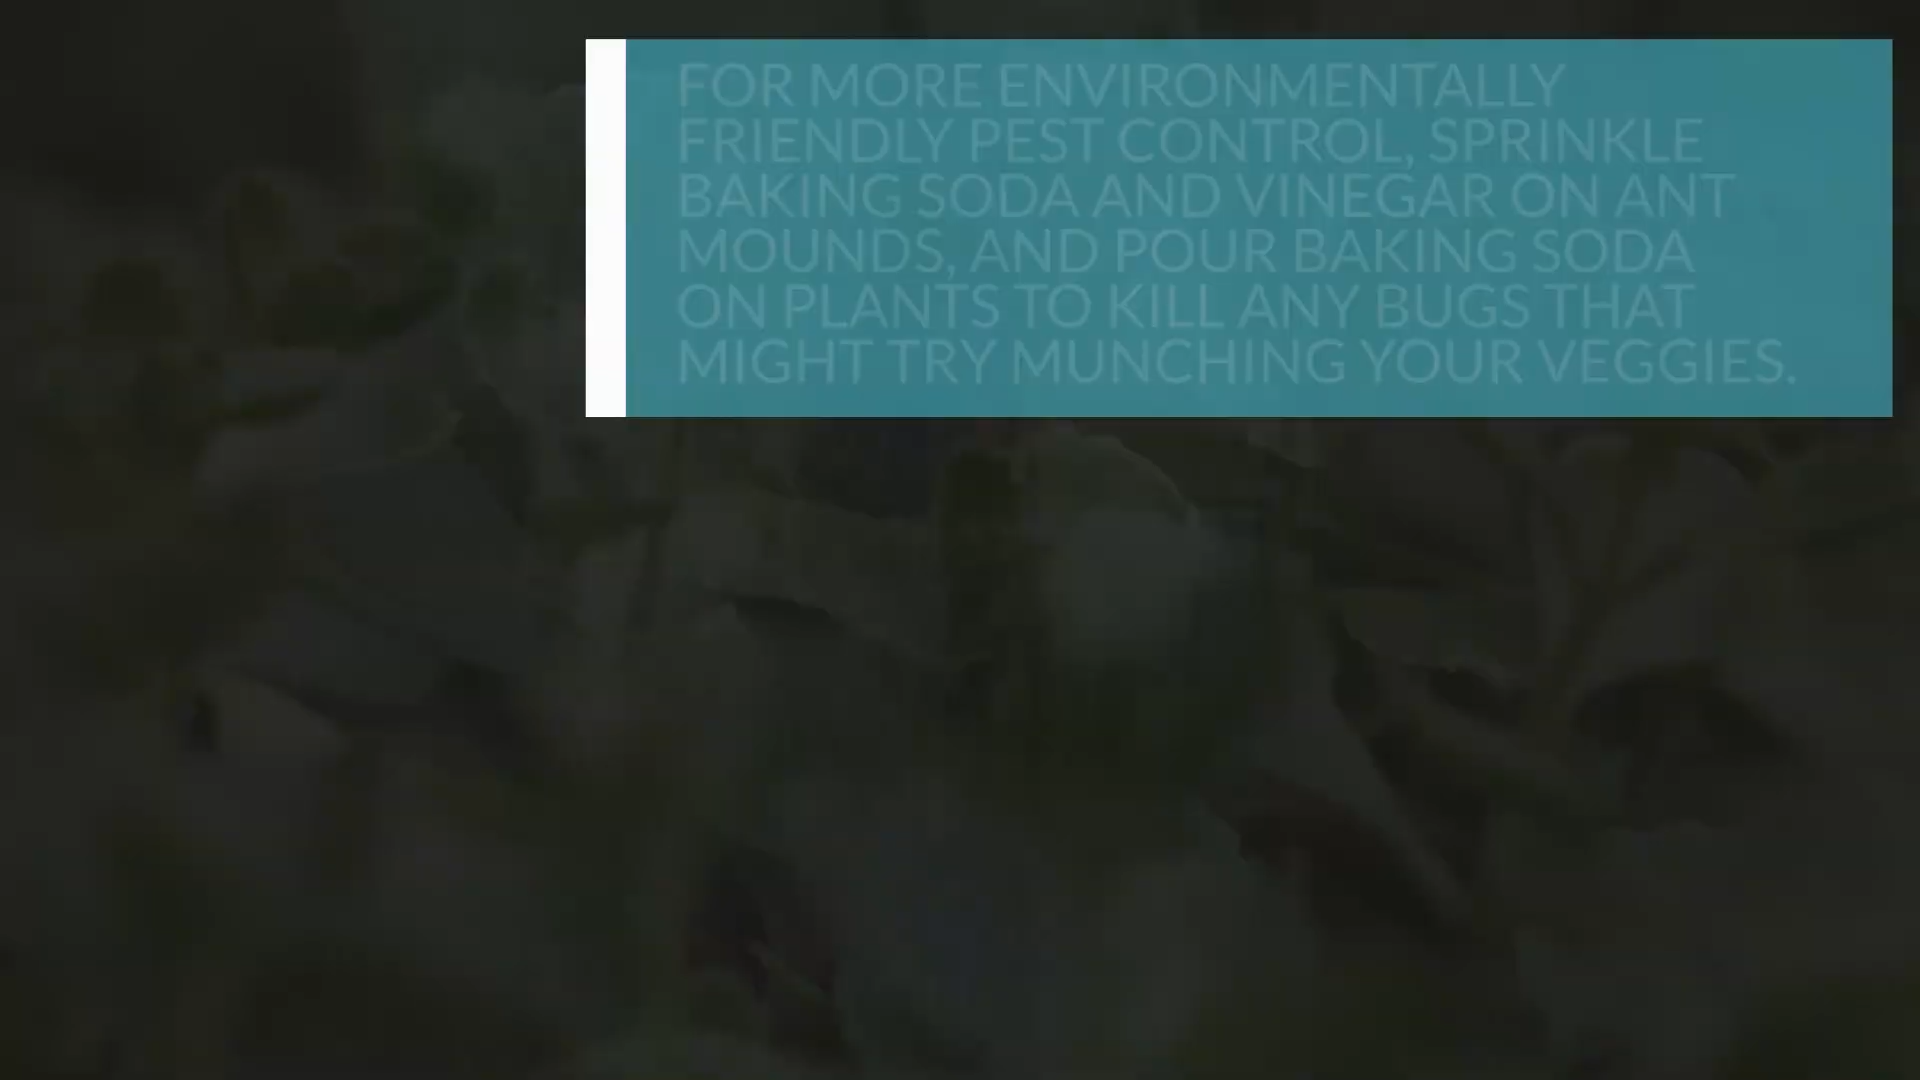 FOR MORE ENVIRONMENTALLY
FRIENDLY PEST CONTROL, SPRINKLE
BAKING SODA AND VINEGAR ON ANT
MOUNDS, AND POUR BAKING SODA
ON PLANTS TO KILL ANY BUGS THAT
MIGHT TRY MUNCHING YOUR VEGGIES.